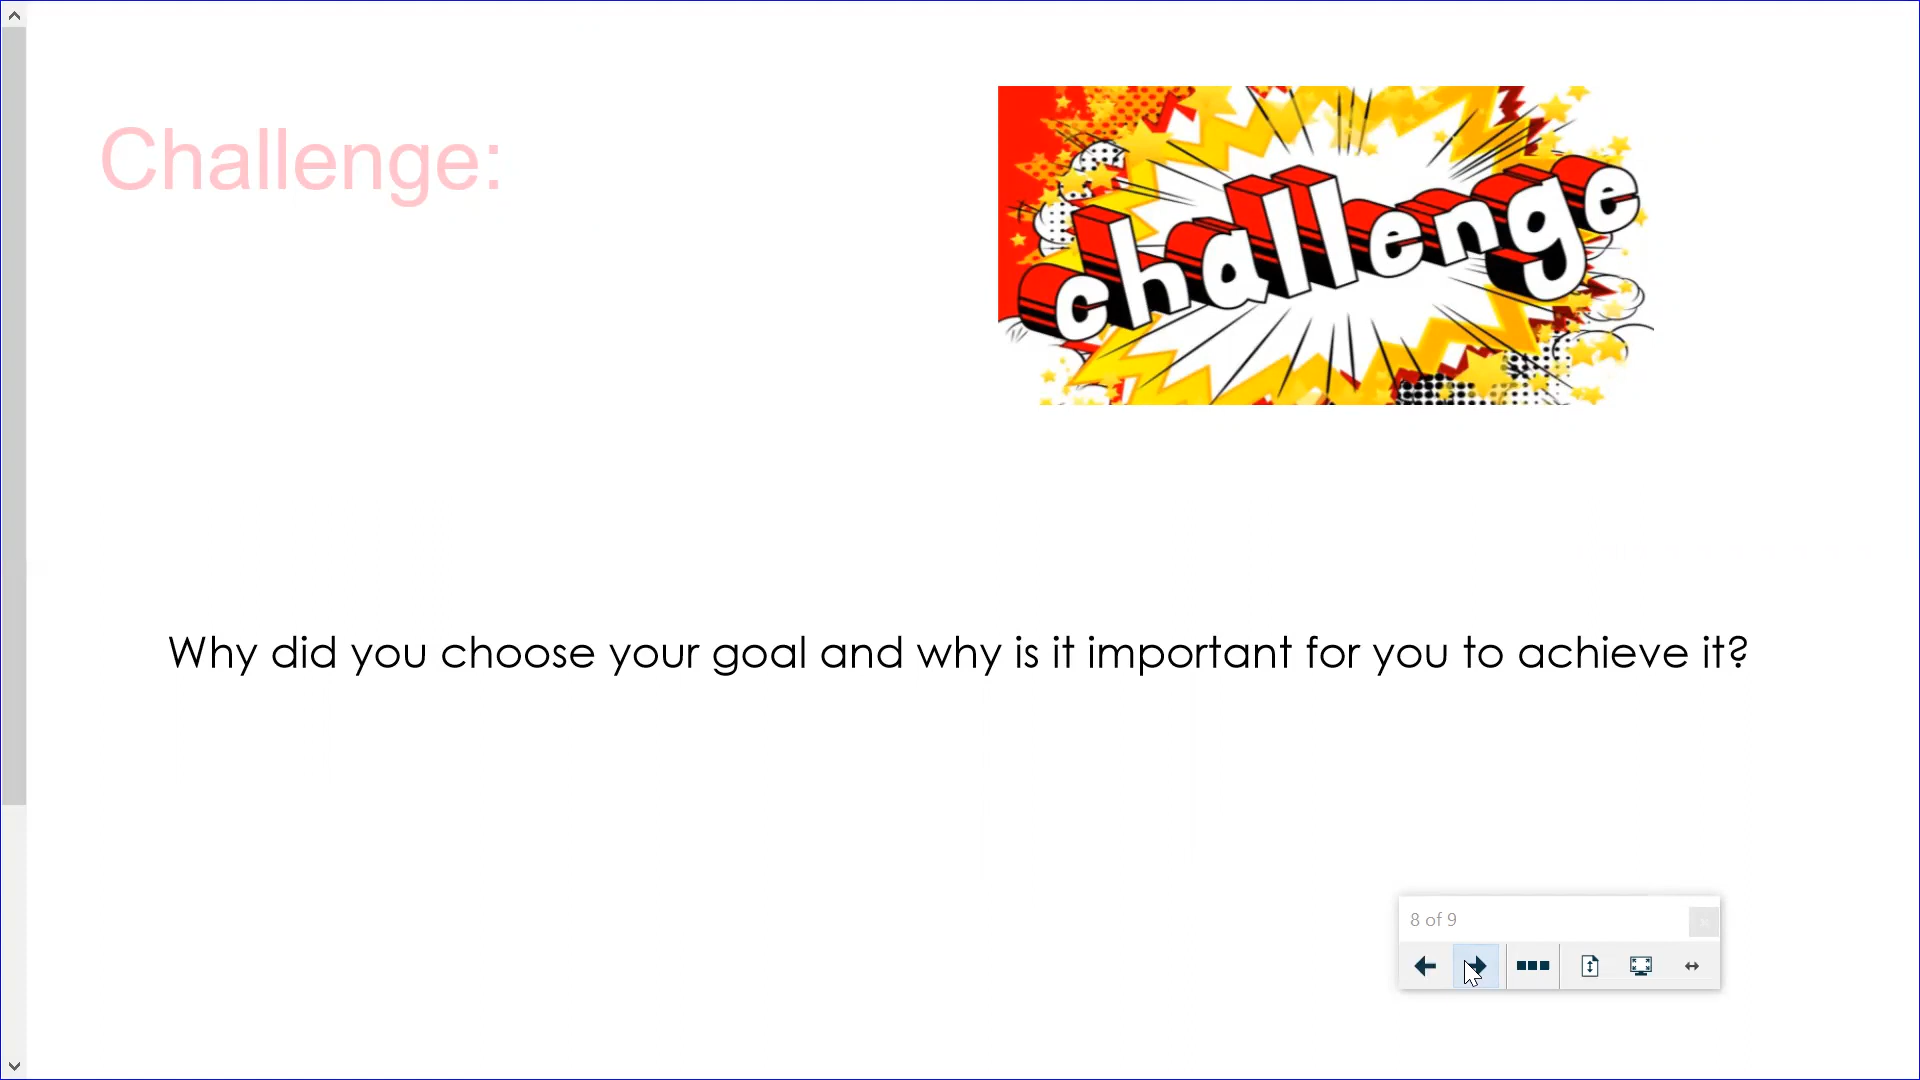 Challenge:
challenge
Why did you choose your goal and why is it important for you to achieve it?
8 of 9